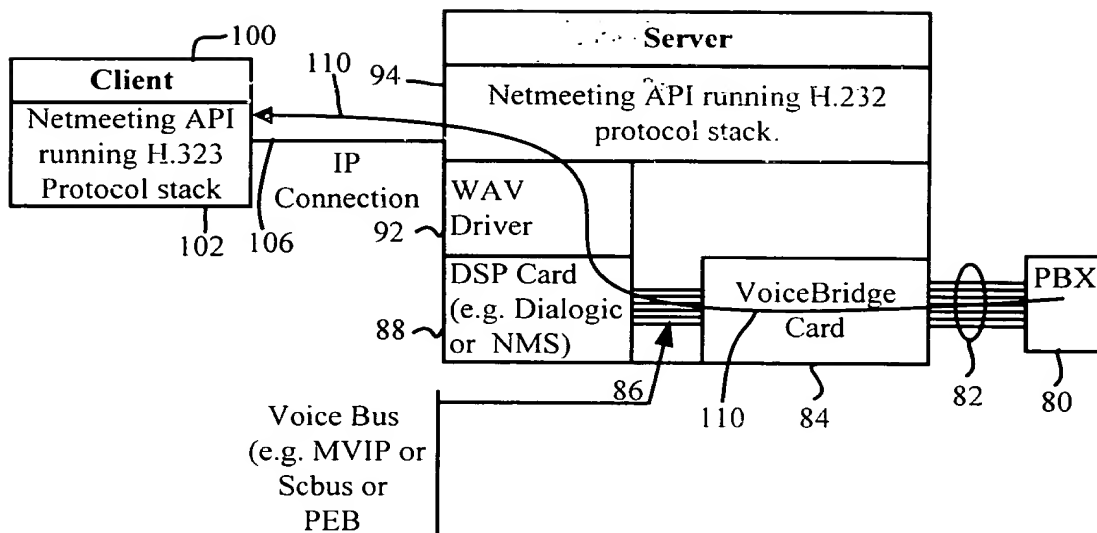 100
Client
Netmeeting API
running H.323
Protocol stack
102
106
110
IP
Connection
94
Server
Netmeeting API running H.232
protocol stack.
92
WAV
Driver
88
DSP Card
(e.g. Dialogic
or NMS)
86
VoiceBridge
Card
110
84
82
PBX
80
Voice Bus
(e.g. MVIP or
Scbus or
PEB